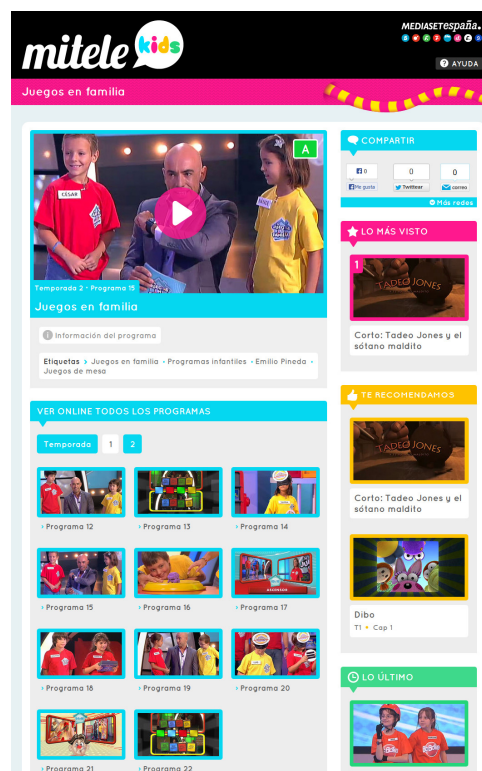 MEDIASETespaña.
mitele kids
AYUDA
Juegos en familia
A
CÉSAR
Temporada 2 • Programa 15
Juegos en familia
Información del programa
Etiquetas > Juegos en familia • Programas infantiles • Emilio Pineda •
Juegos de mesa
VER ONLINE TODOS LOS PROGRAMAS
Temporada 1 2
› Programa 12
› Programa 13
› Programa 14
› Programa 15
› Programa 16
ASCENSOR
› Programa 17
› Programa 18
› Programa 19
› Programa 20
› Programa 21
› Programa 22
COMPARTIR
0 0 0
Me gusta Twittear correo
Más redes
LO MÁS VISTO
1
TADEO JONES
Corto: Tadeo Jones y el
sótano maldito
TE RECOMENDAMOS
TADEO JONES
Corto: Tadeo Jones y el
sótano maldito
Dibo
T1 • Cap 1
LO ÚLTIMO